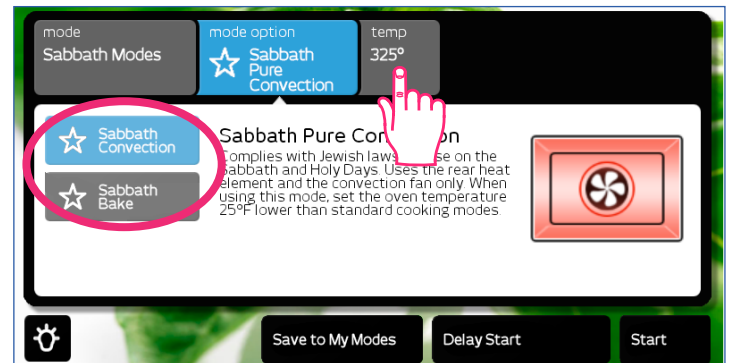 mode
Sabbath Modes
mode option
Sabbath
Pure
Convection
temp
325°
Sabbath
Convection
Sabbath
Bake
Sabbath Pure Con on
Complies with Jewish laws se on the
Sabbath and Holy Days. Uses the rear heat
element and the convection fan only. When
using this mode, set the oven temperature
25°F lower than standard cooking modes.
Save to My Modes
Delay Start
Start